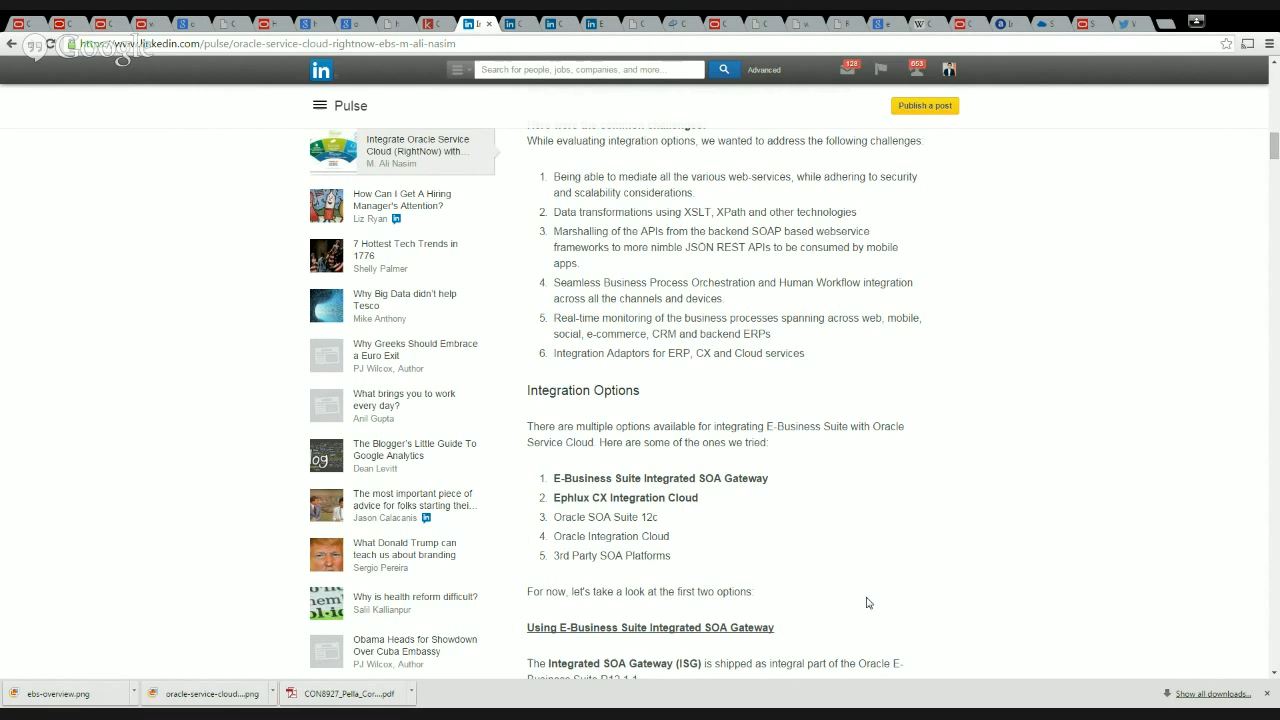 https://www.linkedin.com/pulse/oracle-service-cloud-rightnow-ebs-m-ali-nasim
Google
in
Search for people, jobs, companies, and more...
Advanced
128
653
Pulse
Publish a post
Integrate Oracle Service
Cloud (RightNow) with...
M. Ali Nasim
How Can I Get A Hiring
Manager's Attention?
Liz Ryan
7 Hottest Tech Trends in
1776
Shelly Palmer
Why Big Data didn't help
Tesco
Mike Anthony
Why Greeks Should Embrace
a Euro Exit
PJ Wilcox, Author
What brings you to work
every day?
Anil Gupta
The Blogger's Little Guide To
Google Analytics
Dean Levitt
The most important piece of
advice for folks starting thei...
Jason Calacanis
What Donald Trump can
teach us about branding
Sergio Pereira
Why is health reform difficult?
Salil Kallianpur
Obama Heads for Showdown
Over Cuba Embassy
PJ Wilcox, Author
Here were the common challenges:
While evaluating integration options, we wanted to address the following challenges:
1. Being able to mediate all the various web-services, while adhering to security
and scalability considerations.
2. Data transformations using XSLT, XPath and other technologies
3. Marshalling of the APIs from the backend SOAP based webservice
frameworks to more nimble JSON REST APIs to be consumed by mobile
apps.
4. Seamless Business Process Orchestration and Human Workflow integration
across all the channels and devices.
5. Real-time monitoring of the business processes spanning across web, mobile,
social, e-commerce, CRM and backend ERPs
6. Integration Adaptors for ERP, CX and Cloud services
Integration Options
There are multiple options available for integrating E-Business Suite with Oracle
Service Cloud. Here are some of the ones we tried:
1. E-Business Suite Integrated SOA Gateway
2. Ephlux CX Integration Cloud
3. Oracle SOA Suite 12c
4. Oracle Integration Cloud
5. 3rd Party SOA Platforms
For now, let's take a look at the first two options:
Using E-Business Suite Integrated SOA Gateway
The Integrated SOA Gateway (ISG) is shipped as integral part of the Oracle E-
Business Suite R12.1.1
ebs-overview.png
oracle-service-cloud....png
CON8927_Pella_Cor....pdf
Show all downloads...